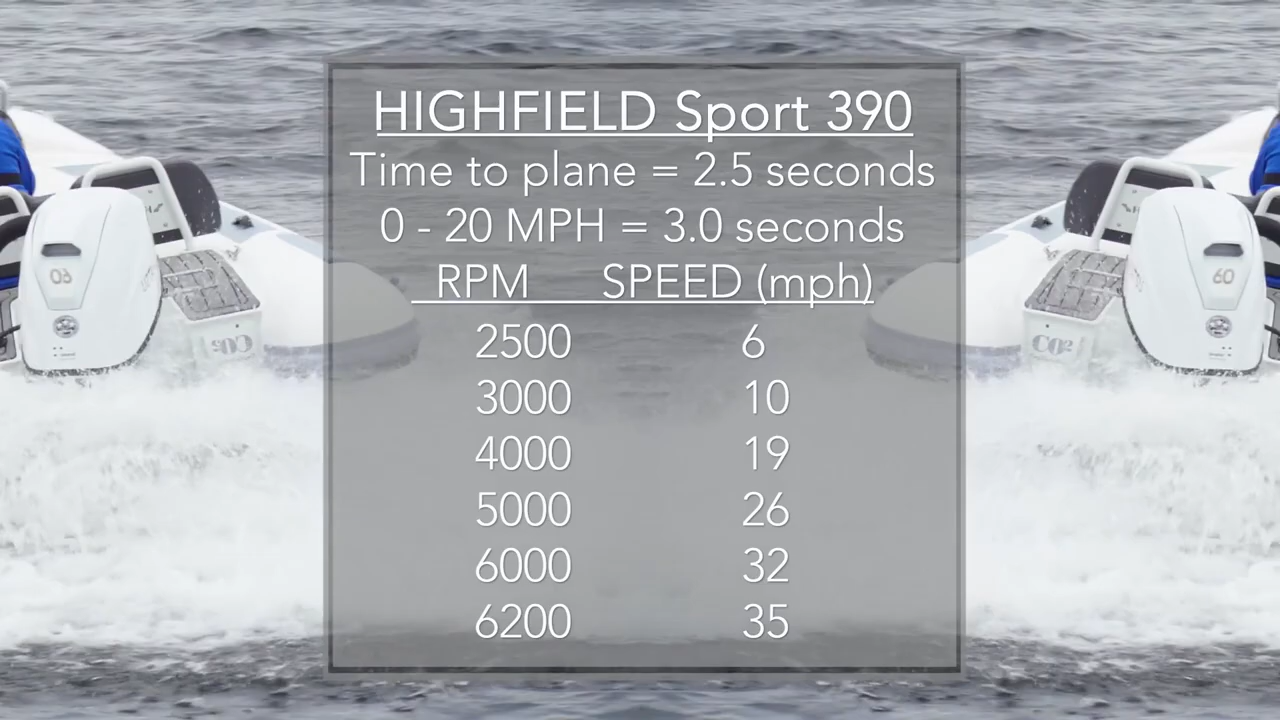 HIGHFIELD Sport 390
Time to plane = 2.5 seconds
0 - 20 MPH = 3.0 seconds
RPM SPEED (mph)
2500 6
3000 10
4000 19
5000 26
6000 32
6200 35
60
60